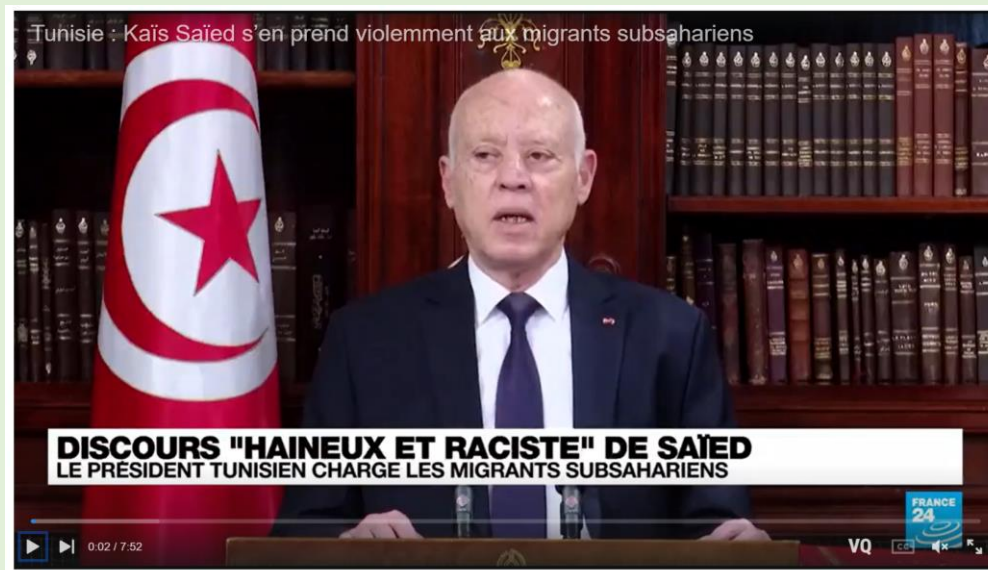 Tunisie : Kaïs Saïed s'en prend violemment aux migrants subsahariens
DISCOURS "HAINEUX ET RACISTE" DE SAÏED
LE PRÉSIDENT TUNISIEN CHARGE LES MIGRANTS SUBSAHARIENS
FRANCE
24
0:02 / 7:52
VQ
CC